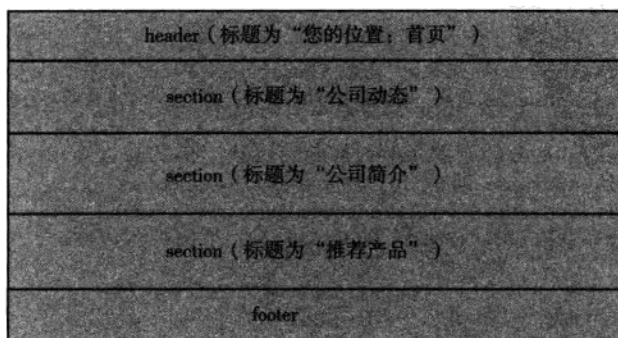 header（标题为“您的位置：首页”）
section（标题为“公司动态”）
section（标题为“公司简介”）
section（标题为“推荐产品”）
footer